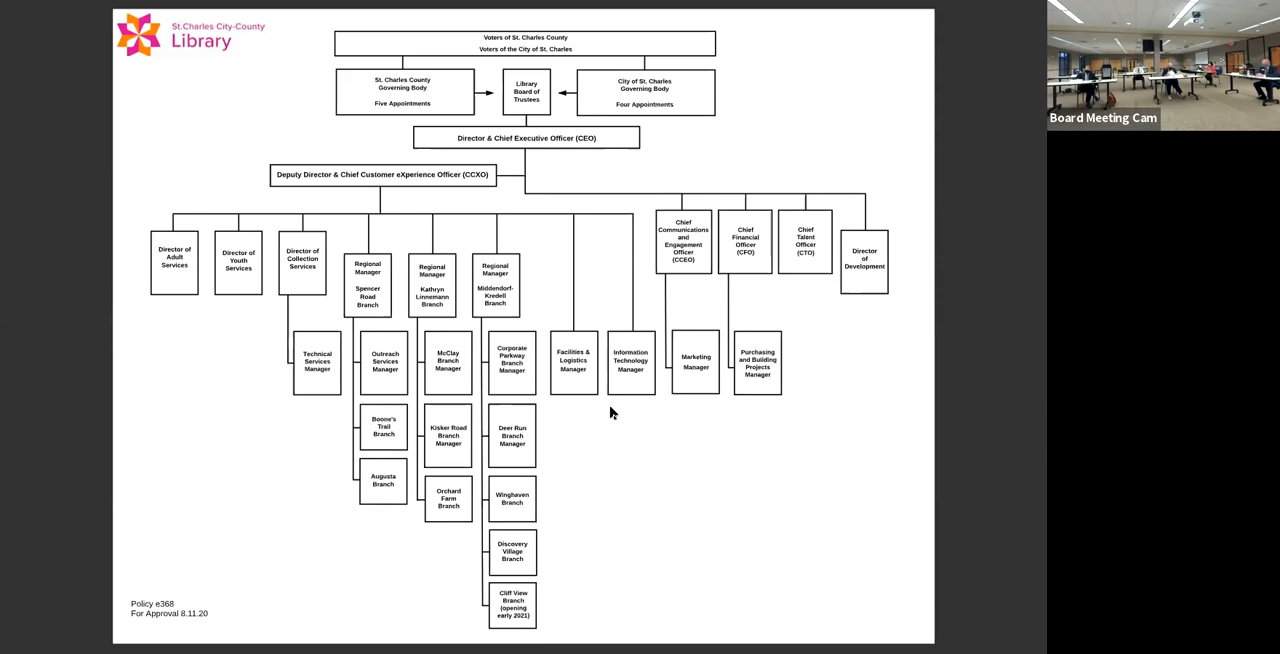 St.Charles City-County
Library
Voters of St. Charles County
Voters of the City of St. Charles
St. Charles County
Governing Body
Five Appointments
Library
Board of
Trustees
City of St. Charles
Governing Body
Four Appointments
Director & Chief Executive Officer (CEO)
Deputy Director & Chief Customer eXperience Officer (CCXO)
Director of
Adult
Services
Director of
Youth
Services
Director of
Collection
Services
Regional
Manager
Spencer
Road
Branch
Regional
Manager
Kathryn
Linnemann
Branch
Regional
Manager
Middendorf-
Kredell
Branch
Chief
Communications
and
Engagement
Officer
(CCEO)
Chief
Financial
Officer
(CFO)
Chief
Talent
Officer
(CTO)
Director
of
Development
Technical
Services
Manager
Outreach
Services
Manager
McClay
Branch
Manager
Corporate
Parkway
Branch
Manager
Facilities &
Logistics
Manager
Information
Technology
Manager
Marketing
Manager
Purchasing
and Building
Projects
Manager
Boone's
Trail
Branch
Kisker Road
Branch
Manager
Deer Run
Branch
Manager
Augusta
Branch
Orchard
Farm
Branch
Winghaven
Branch
Discovery
Village
Branch
Cliff View
Branch
(opening
early 2021)
Policy e368
For Approval 8.11.20
Board Meeting Cam